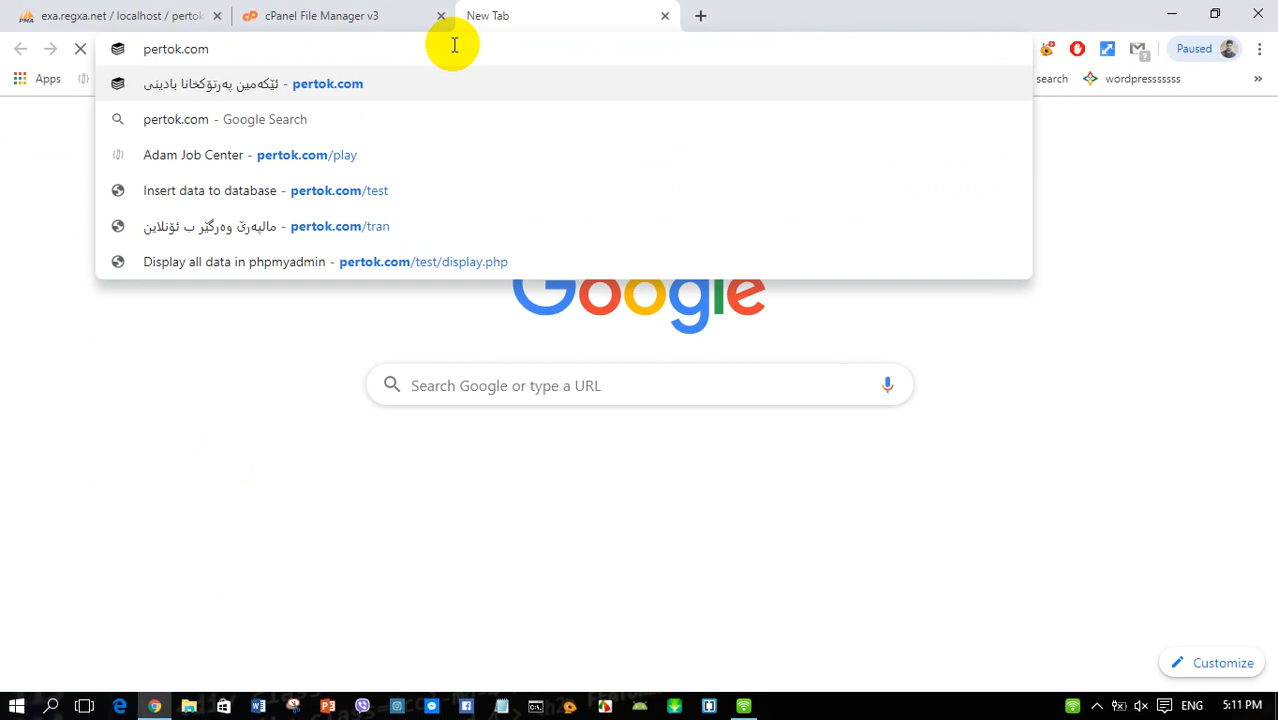 exa.regxa.net / localhost / pertok
cPanel File Manager v3
New Tab
pertok.com
Paused
Apps
search
wordpressssss
ئێکەمین پەرتۆکخانا بادینی - pertok.com
pertok.com - Google Search
Adam Job Center - pertok.com/play
Insert data to database - pertok.com/test
مالپەرێ وەرگێر ب ئۆنلاین - pertok.com/tran
Display all data in phpmyadmin - pertok.com/test/display.php
Google
Search Google or type a URL
Customize
ENG
5:11 PM